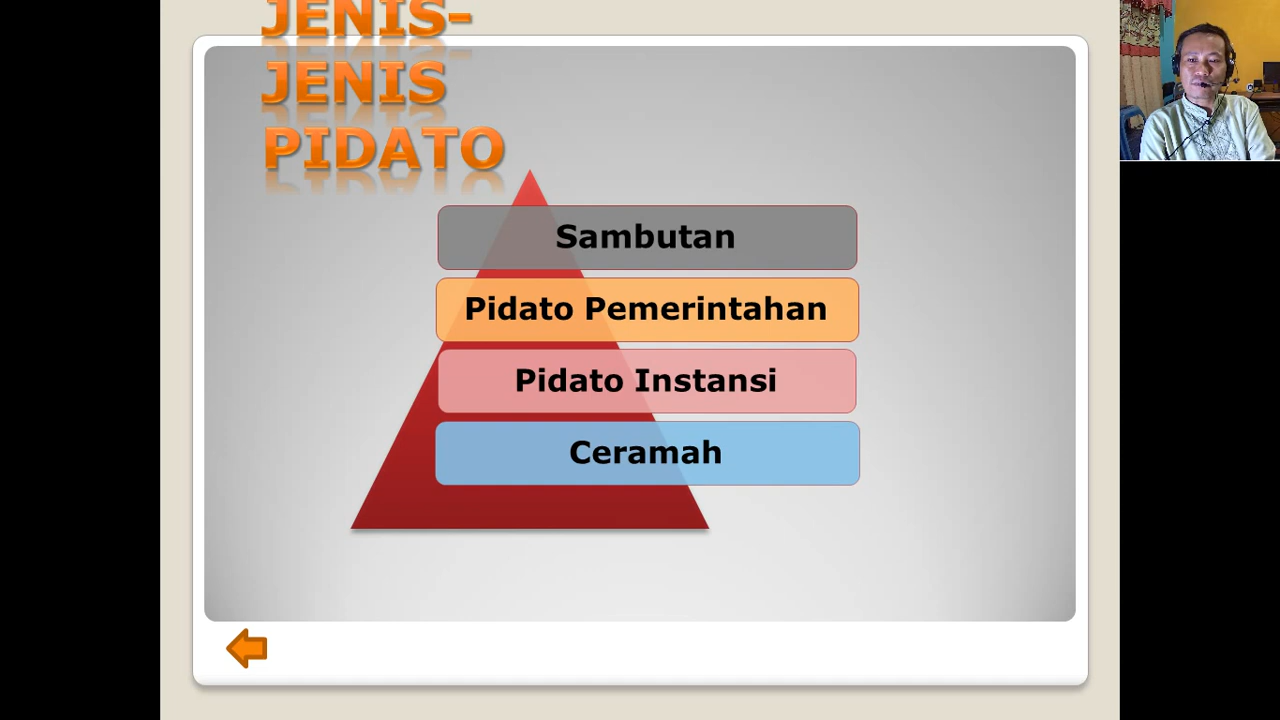 JENIS-
JENIS
PIDATO
Sambutan
Pidato Pemerintahan
Pidato Instansi
Ceramah